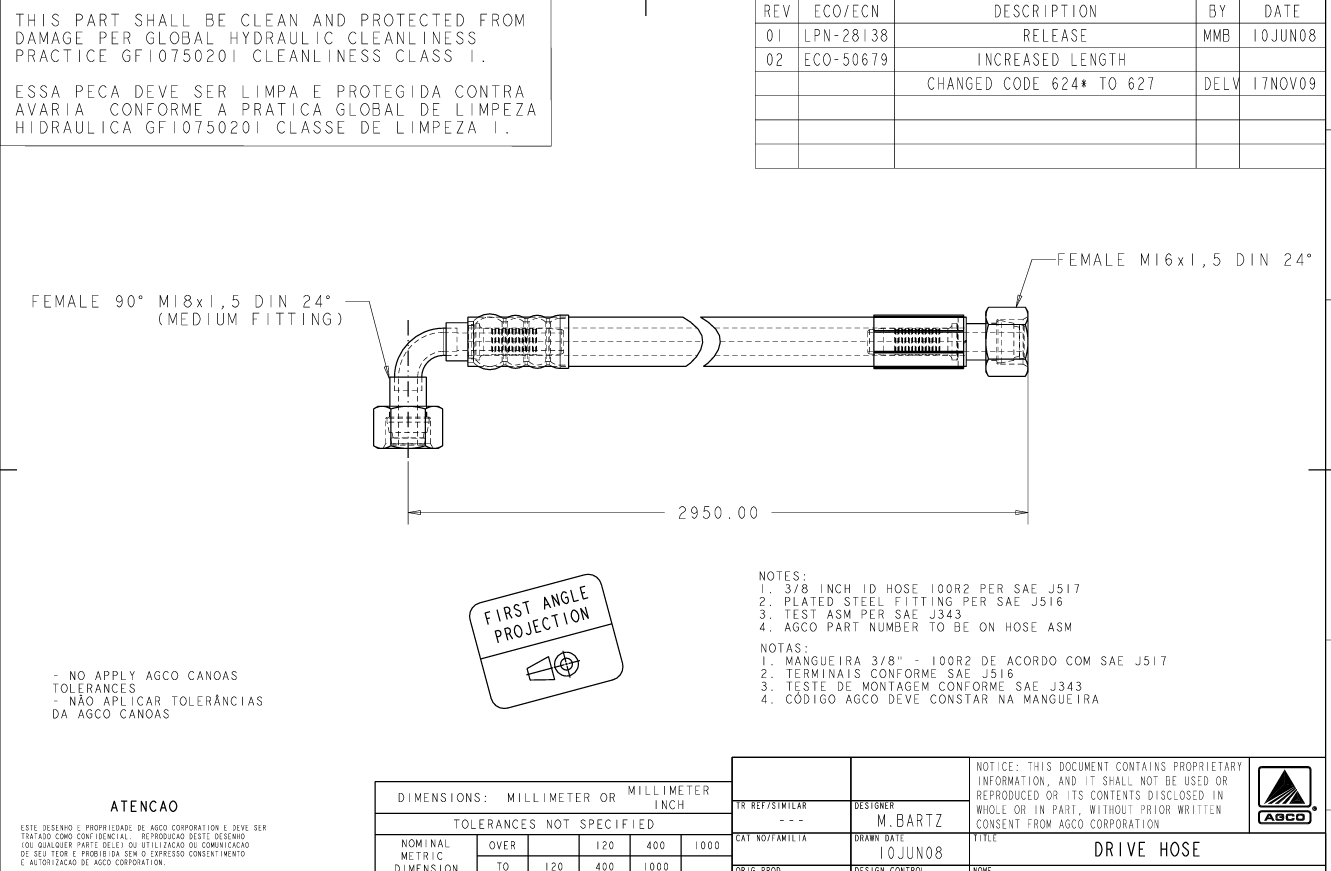 THIS PART SHALL BE CLEAN AND PROTECTED FROM
DAMAGE PER GLOBAL HYDRAULIC CLEANLINESS
PRACTICE GF10750201 CLEANLINESS CLASS 1.
ESSA PECA DEVE SER LIMPA E PROTEGIDA CONTRA
AVARIA CONFORME A PRATICA GLOBAL DE LIMPEZA
HIDRAULICA GF10750201 CLASSE DE LIMPEZA 1.
REV ECO/ECN DESCRIPTION BY DATE
01 LPN-28138 RELEASE MMB 10JUN08
02 ECO-50679 INCREASED LENGTH
CHANGED CODE 624* TO 627 DELV 17NOV09
FEMALE M16x1,5 DIN 24°
FEMALE 90° M18x1,5 DIN 24°
(MEDIUM FITTING)
2950.00
FIRST ANGLE
PROJECTION
NOTES:
1. 3/8 INCH ID HOSE 100R2 PER SAE J517
2. PLATED STEEL FITTING PER SAE J516
3. TEST ASM PER SAE J343
4. AGCO PART NUMBER TO BE ON HOSE ASM
NOTAS:
1. MANGUEIRA 3/8" - 100R2 DE ACORDO COM SAE J517
2. TERMINAIS CONFORME SAE J516
3. TESTE DE MONTAGEM CONFORME SAE J343
4. CÓDIGO AGCO DEVE CONSTAR NA MANGUEIRA
- NO APPLY AGCO CANOAS
TOLERANCES
- NÃO APLICAR TOLERÂNCIAS
DA AGCO CANOAS
ATENCAO
ESTE DESENHO E PROPRIEDADE DE AGCO CORPORATION E DEVE SER
TRATADO COMO CONFIDENCIAL. REPRODUCAO DESTE DESENHO
(OU QUALQUER PARTE DELE) OU UTILIZACAO OU COMUNICACAO
DE SEU TEOR E PROIBIDA SEM O EXPRESSO CONSENTIMENTO
E AUTORIZACAO DE AGCO CORPORATION.
DIMENSIONS: MILLIMETER OR MILLIMETER
INCH
TOLERANCES NOT SPECIFIED
NOMINAL
METRIC
DIMENSION
OVER 120 400 1000
TO 120 400 1000
TR REF/SIMILAR
---
DESIGNER
M.BARTZ
CAT NO/FAMILIA
DRAWN DATE
10JUN08
ORIG PROD
DESIGN CONTROL
NOTICE: THIS DOCUMENT CONTAINS PROPRIETARY
INFORMATION, AND IT SHALL NOT BE USED OR
REPRODUCED OR ITS CONTENTS DISCLOSED IN
WHOLE OR IN PART, WITHOUT PRIOR WRITTEN
CONSENT FROM AGCO CORPORATION
AGCO
®
TITLE
DRIVE HOSE
NOME